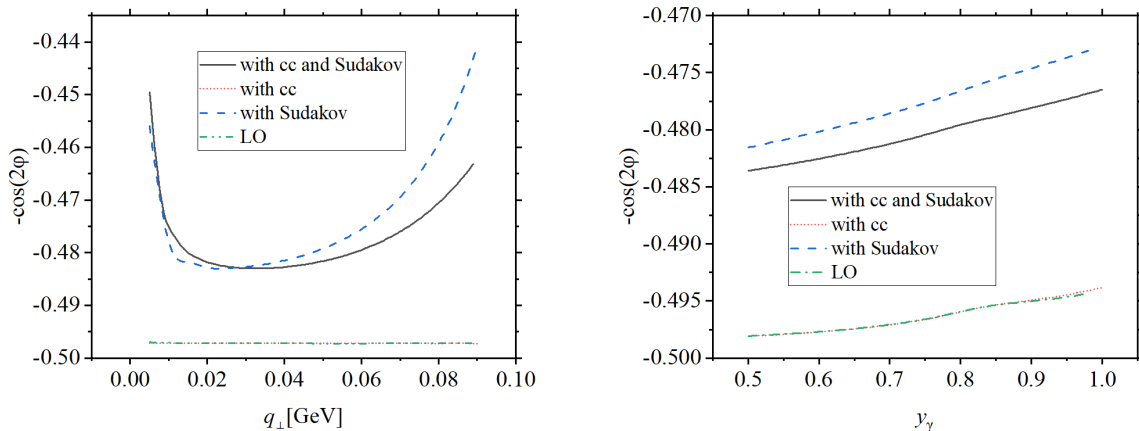 -0.44
-0.45
-0.46
-0.47
-0.48
-0.49
-0.50
-cos(2φ)
with cc and Sudakov
with cc
with Sudakov
LO
0.00 0.02 0.04 0.06 0.08 0.10
q⊥[GeV]
-0.470
-0.475
-0.480
-0.485
-0.490
-0.495
-0.500
-cos(2φ)
with cc and Sudakov
with cc
with Sudakov
LO
0.5 0.6 0.7 0.8 0.9 1.0
yγ